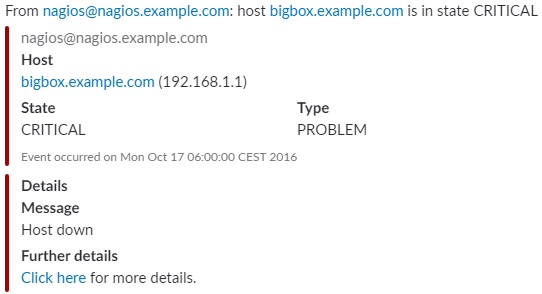 From nagios@nagios.example.com: host bigbox.example.com is in state CRITICAL
nagios@nagios.example.com
Host
bigbox.example.com (192.168.1.1)
State Type
CRITICAL PROBLEM
Event occurred on Mon Oct 17 06:00:00 CEST 2016
Details
Message
Host down
Further details
Click here for more details.